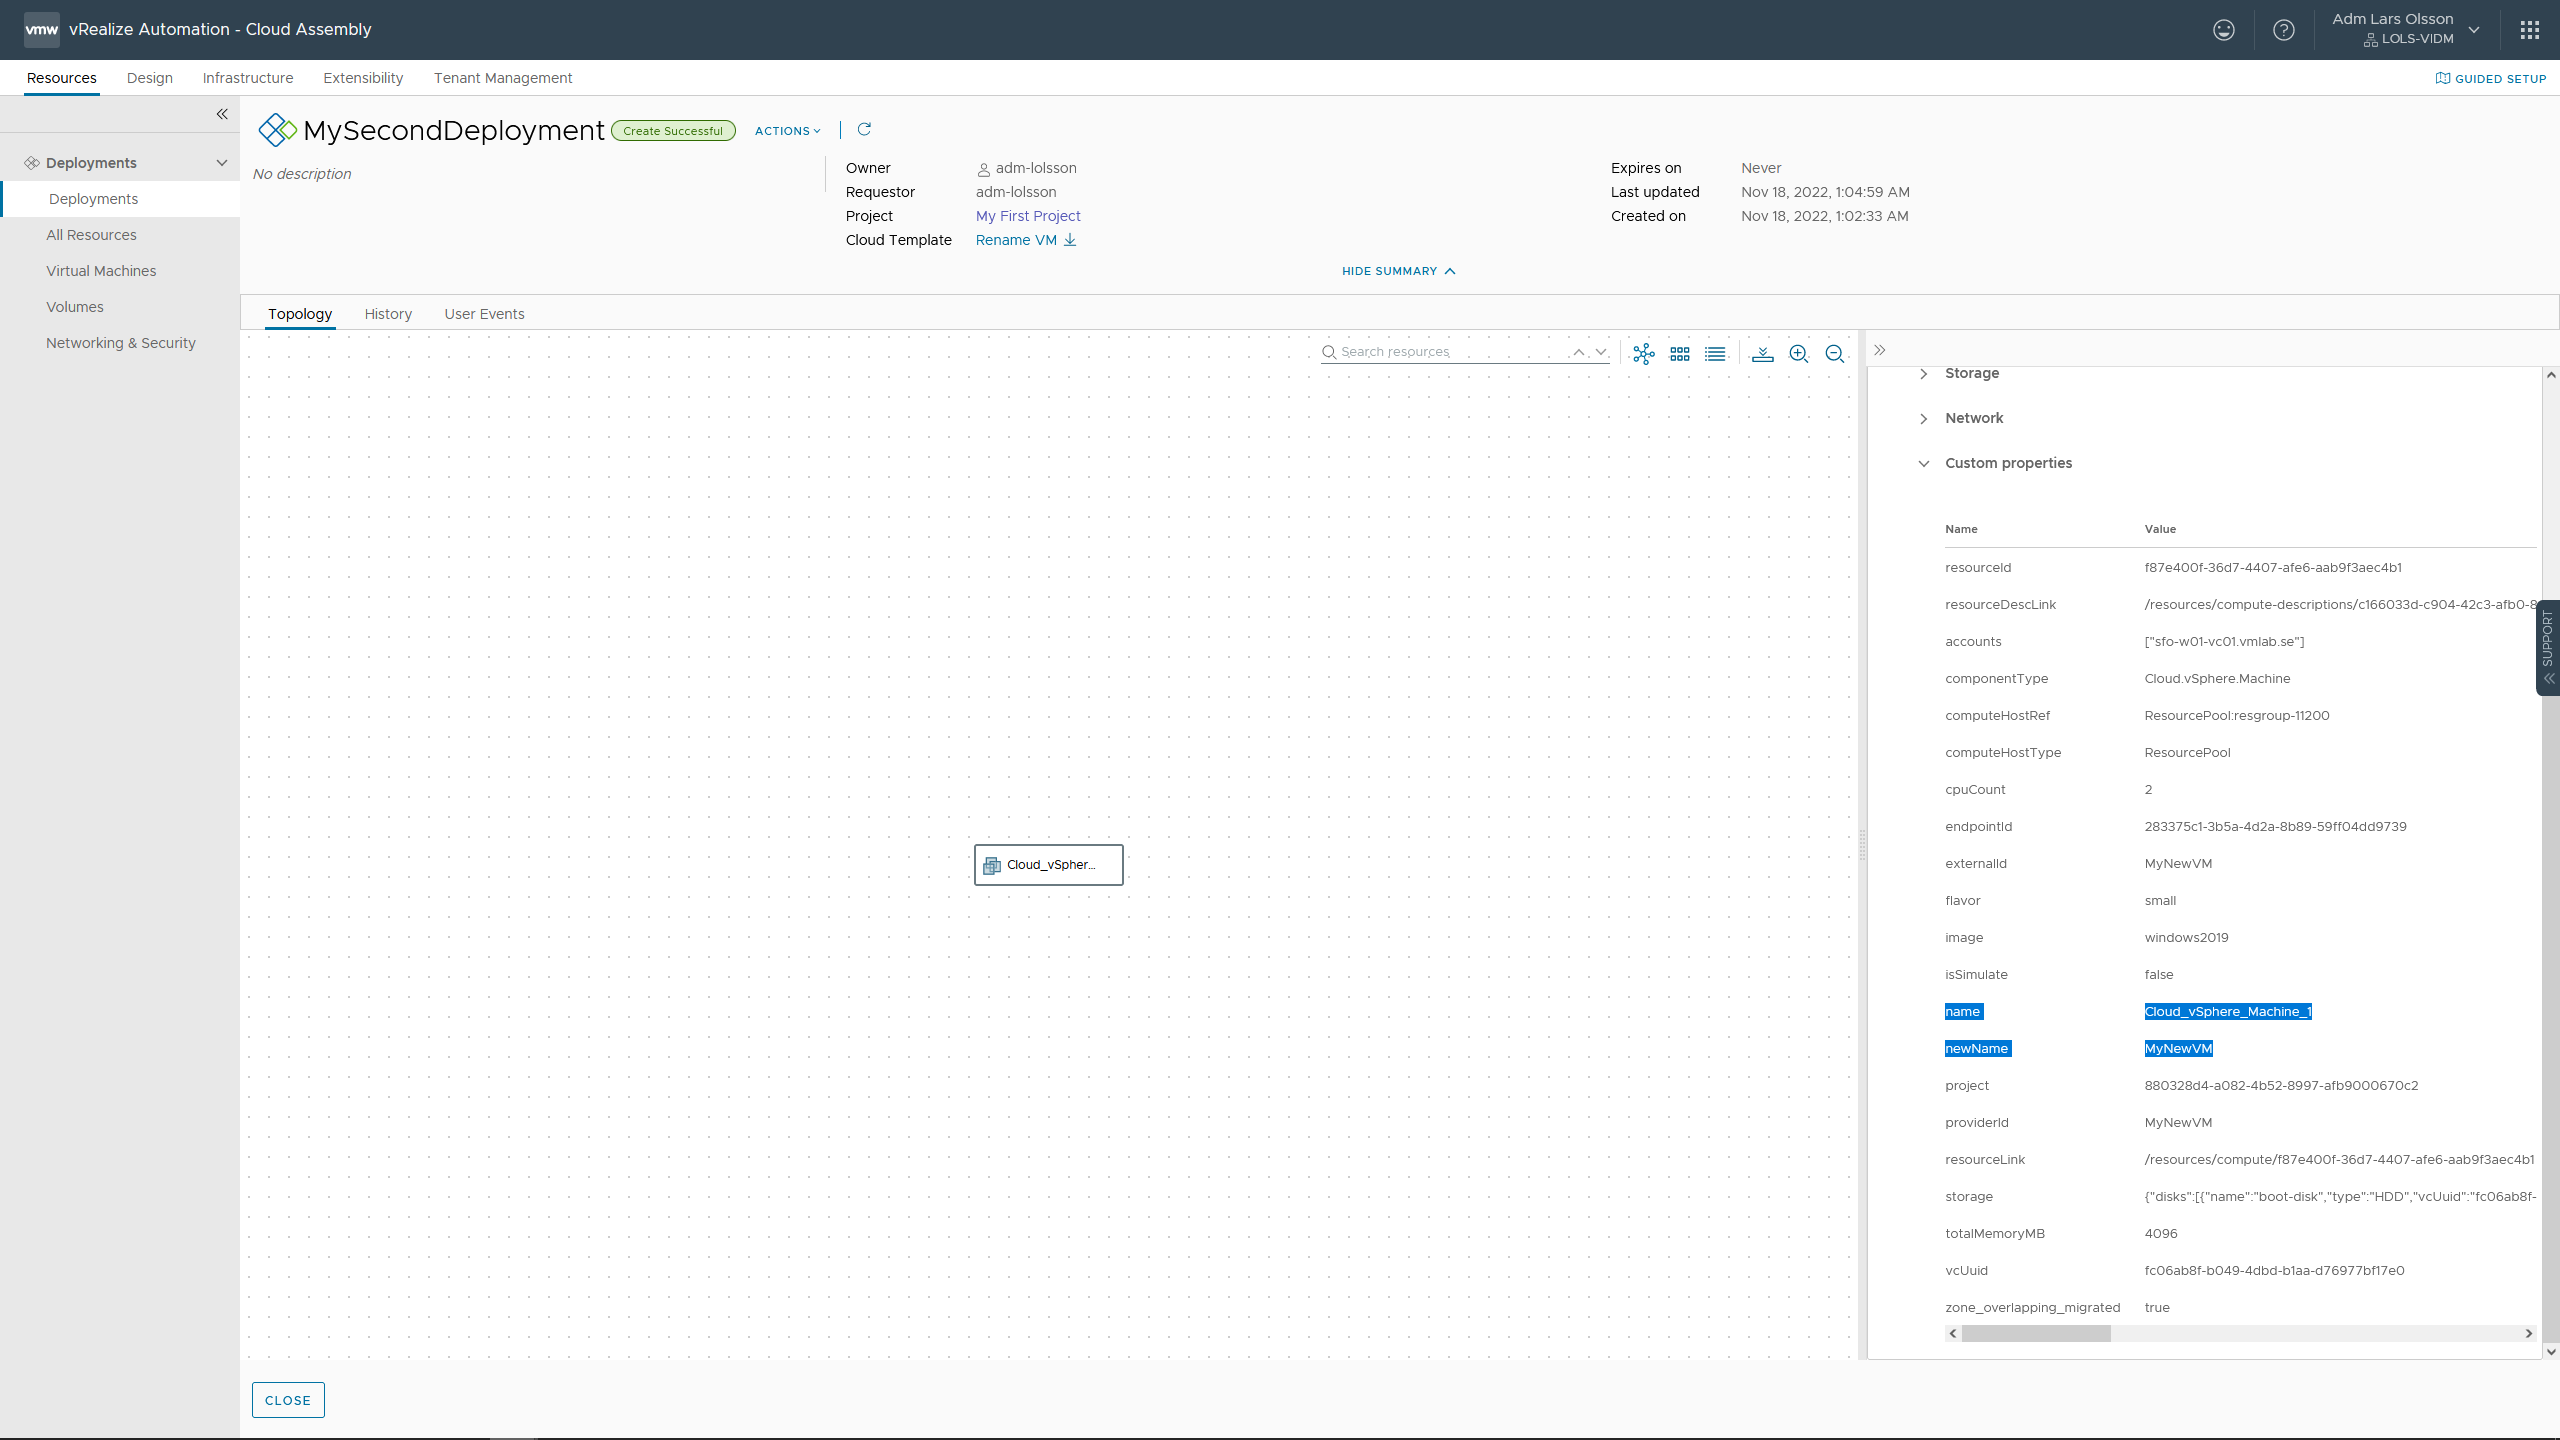 vmw vRealize Automation - Cloud Assembly
Adm Lars Olsson
LOLS-VIDM
Resources Design Infrastructure Extensibility Tenant Management
GUIDED SETUP
Deployments
Deployments
All Resources
Virtual Machines
Volumes
Networking & Security
MySecondDeployment Create Successful ACTIONS
No description
Owner adm-lolsson
Requestor adm-lolsson
Project My First Project
Cloud Template Rename VM
Expires on Never
Last updated Nov 18, 2022, 1:04:59 AM
Created on Nov 18, 2022, 1:02:33 AM
HIDE SUMMARY
Topology History User Events
Search resources
Cloud_vSpher...
Storage
Network
Custom properties
Name Value
resourceId f87e400f-36d7-4407-afe6-aab9f3aec4b1
resourceDescLink /resources/compute-descriptions/c166033d-c904-42c3-afb0-8
accounts ["sfo-w01-vc01.vmlab.se"]
componentType Cloud.vSphere.Machine
computeHostRef ResourcePool:resgroup-11200
computeHostType ResourcePool
cpuCount 2
endpointId 283375c1-3b5a-4d2a-8b89-59ff04dd9739
externalId MyNewVM
flavor small
image windows2019
isSimulate false
name Cloud_vSphere_Machine_1
newName MyNewVM
project 880328d4-a082-4b52-8997-afb9000670c2
providerId MyNewVM
resourceLink /resources/compute/f87e400f-36d7-4407-afe6-aab9f3aec4b1
storage {"disks":[{"name":"boot-disk","type":"HDD","vcUuid":"fc06ab8f-
totalMemoryMB 4096
vcUuid fc06ab8f-b049-4dbd-b1aa-d76977bf17e0
zone_overlapping_migrated true
SUPPORT
CLOSE